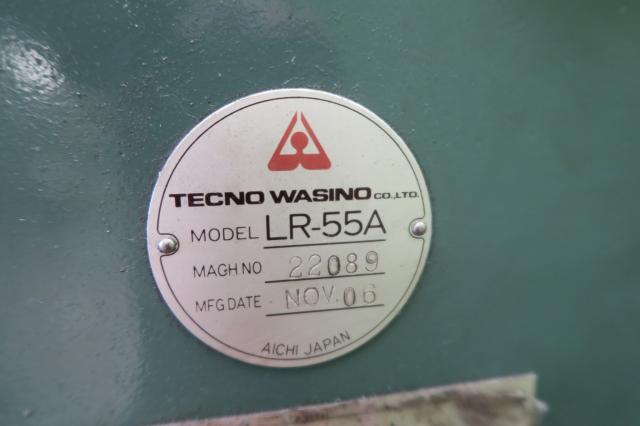 TECNO WASINO CO.,LTD.
MODEL LR-55A
MACH NO 22089
MFG DATE NOV.06
AICHI JAPAN